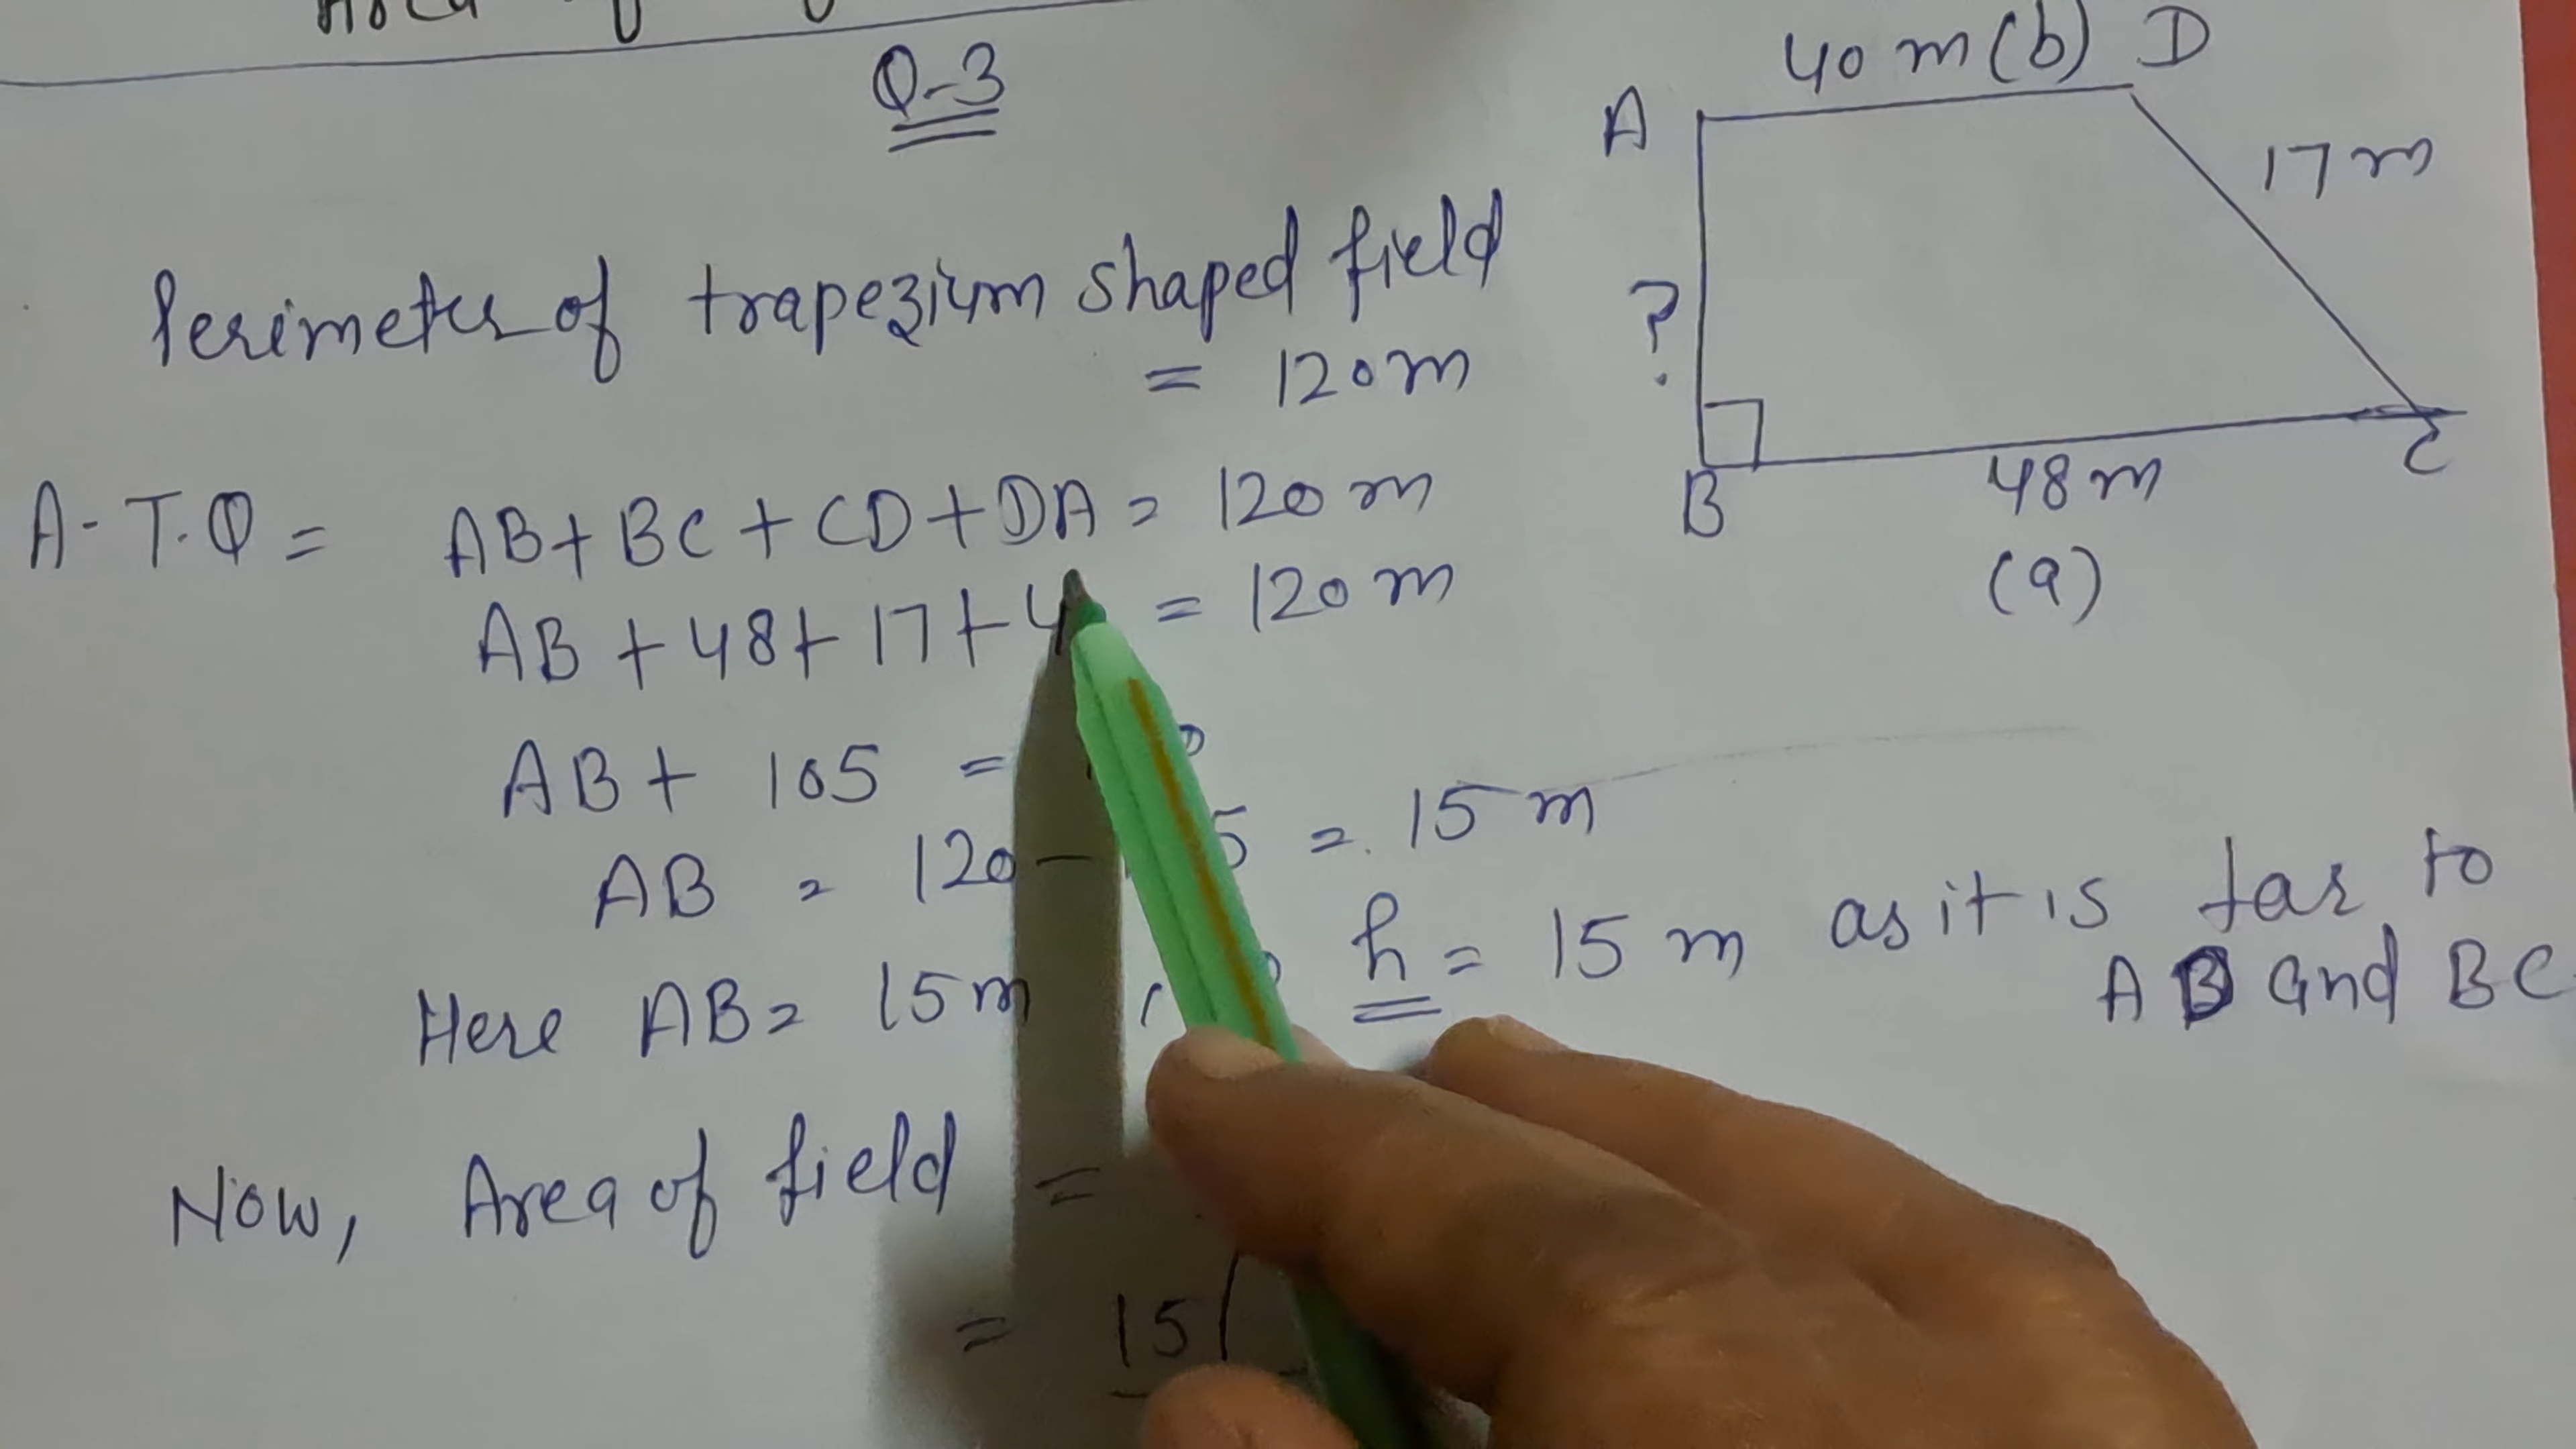 Q-3
40 m (b) D
A
17 m
Perimeter of trapezium shaped field
= 120 m
?
A.T.Q = AB + BC + CD + DA = 120 m
B
48 m
C
(a)
AB + 48 + 17 + 4 = 120 m
AB + 105 =
AB = 120 - 5 = 15 m
Here AB = 15 m , h = 15 m as it is far to
AB and BC
Now, Area of field =
= 15 (